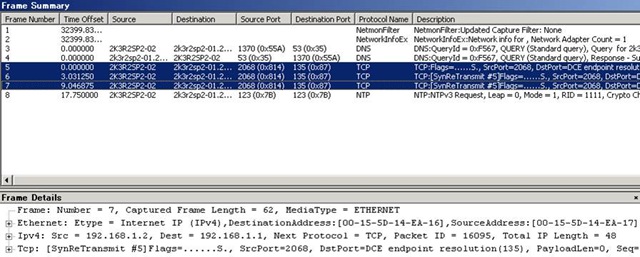 Frame Summary
Frame Number Time Offset Source Destination Source Port Destination Port Protocol Name Description
1 32399.83... NetmonFilter NetmonFilter:Updated Capture Filter: None
2 32399.83... NetworkInfoEx NetworkInfoEx:Network info for , Network Adapter Count = 1
3 0.000000 2K3R2SP2-02 2k3r2sp2-01.2... 1370 (0x55A) 53 (0x35) DNS DNS:QueryId = 0xF567, QUERY (Standard query), Query for 2k3
4 0.000000 2k3r2sp2-01.2... 2K3R2SP2-02 53 (0x35) 1370 (0x55A) DNS DNS:QueryId = 0xF567, QUERY (Standard query), Response - Su
5 0.000000 2K3R2SP2-02 2k3r2sp2-01.2... 2068 (0x814) 135 (0x87) TCP TCP:Flags=......S., SrcPort=2068, DstPort=DCE endpoint resolut
6 3.031250 2K3R2SP2-02 2k3r2sp2-01.2... 2068 (0x814) 135 (0x87) TCP TCP:[SynReTransmit #5]Flags=......S., SrcPort=2068, DstPort=
7 9.046875 2K3R2SP2-02 2k3r2sp2-01.2... 2068 (0x814) 135 (0x87) TCP TCP:[SynReTransmit #5]Flags=......S., SrcPort=2068, DstPort=
8 17.750000 2K3R2SP2-02 2k3r2sp2-01.2... 123 (0x7B) 123 (0x7B) NTP NTP:NTPv3 Request, Leap = 0, Mode = 1, RID = 1111, Crypto Ch
Frame Details
Frame: Number = 7, Captured Frame Length = 62, MediaType = ETHERNET
Ethernet: Etype = Internet IP (IPv4),DestinationAddress:[00-15-5D-14-EA-16],SourceAddress:[00-15-5D-14-EA-17]
Ipv4: Src = 192.168.1.2, Dest = 192.168.1.1, Next Protocol = TCP, Packet ID = 16095, Total IP Length = 48
Tcp: [SynReTransmit #5]Flags=......S., SrcPort=2068, DstPort=DCE endpoint resolution(135), PayloadLen=0, Seq=